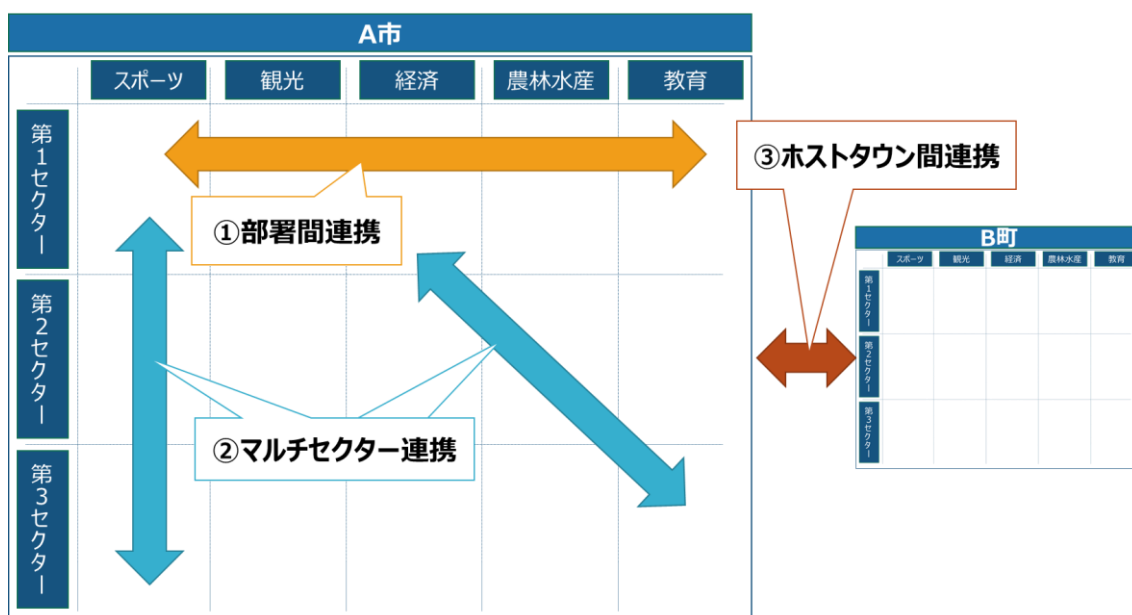 A市
スポーツ
観光
経済
農林水産
教育
第1セクター
第2セクター
第3セクター
①部署間連携
②マルチセクター連携
③ホストタウン間連携
B町
スポーツ
観光
経済
農林水産
教育
第1セクター
第2セクター
第3セクター